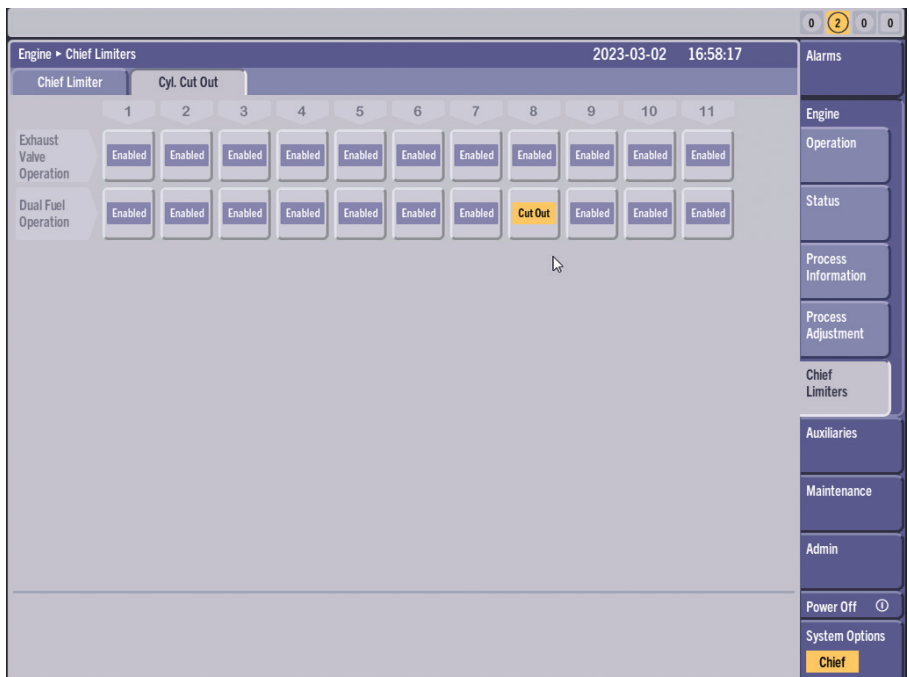 0 2 0 0
Engine ▸ Chief Limiters 2023-03-02 16:58:17
Chief Limiter Cyl. Cut Out
1 2 3 4 5 6 7 8 9 10 11
Exhaust
Valve
Operation
Enabled Enabled Enabled Enabled Enabled Enabled Enabled Enabled Enabled Enabled Enabled
Dual Fuel
Operation
Enabled Enabled Enabled Enabled Enabled Enabled Enabled Cut Out Enabled Enabled Enabled
Alarms
Engine
Operation
Status
Process
Information
Process
Adjustment
Chief
Limiters
Auxiliaries
Maintenance
Admin
Power Off
System Options
Chief